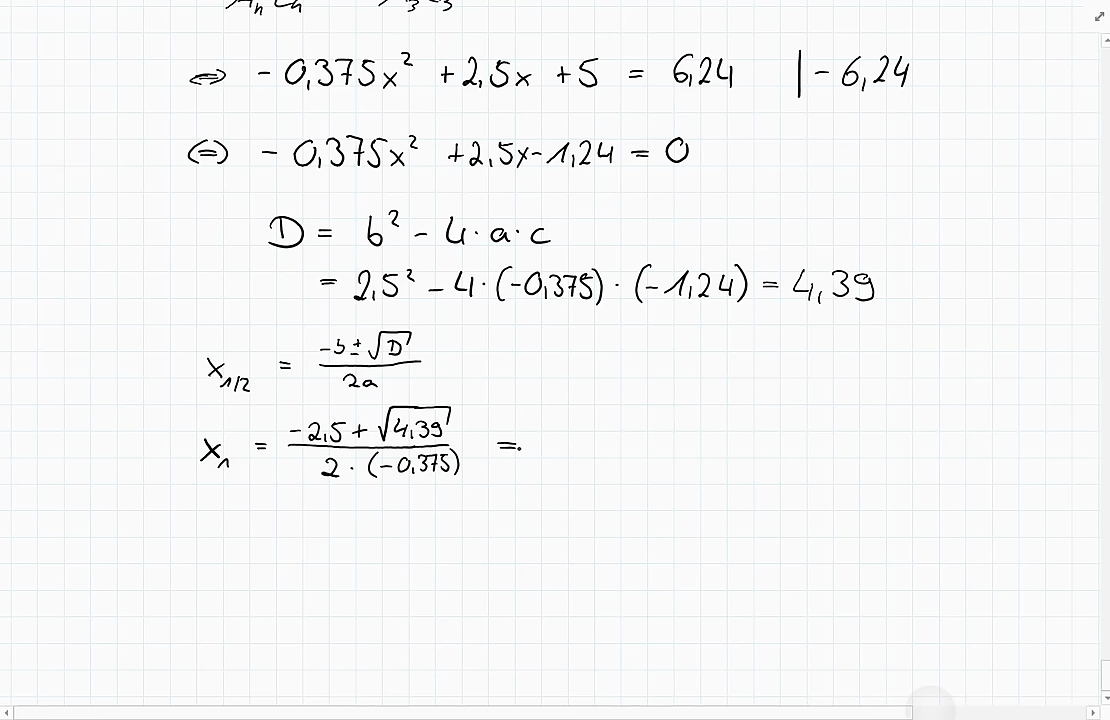 ⇔ - 0,375x² + 2,5x + 5 = 6,24 | - 6,24
(=) - 0,375x² + 2,5x - 1,24 = 0
D = b² - 4 · a · c
= 2,5² - 4 · (-0,375) · (-1,24) = 4,39
x₁/₂ = (-b ± √D) / 2a
x₁ = (-2,5 + √4,39) / 2 · (-0,375) =